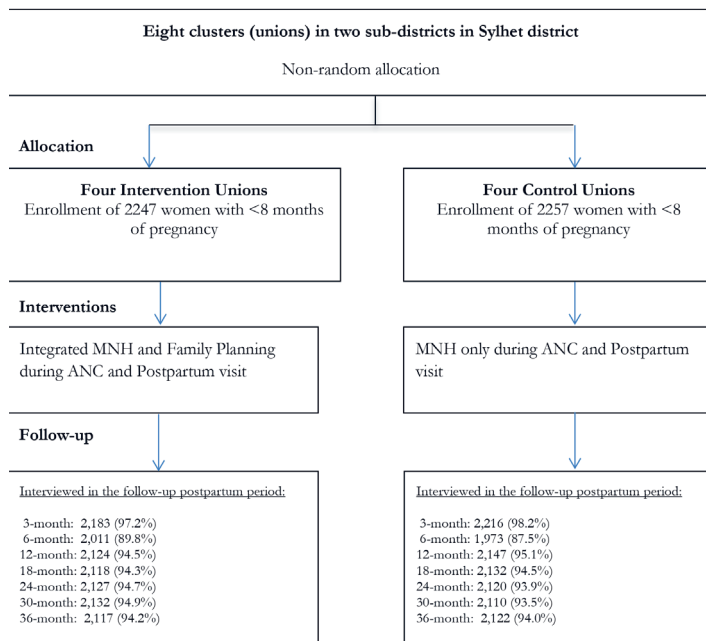 Eight clusters (unions) in two sub-districts in Sylhet district
Non-random allocation
Allocation
Four Intervention Unions
Enrollment of 2247 women with <8 months
of pregnancy
Four Control Unions
Enrollment of 2257 women with <8
months of pregnancy
Interventions
Integrated MNH and Family Planning
during ANC and Postpartum visit
MNH only during ANC and Postpartum
visit
Follow-up
Interviewed in the follow-up postpartum period:
3-month: 2,183 (97.2%)
6-month: 2,011 (89.8%)
12-month: 2,124 (94.5%)
18-month: 2,118 (94.3%)
24-month: 2,127 (94.7%)
30-month: 2,132 (94.9%)
36-month: 2,117 (94.2%)
Interviewed in the follow-up postpartum period:
3-month: 2,216 (98.2%)
6-month: 1,973 (87.5%)
12-month: 2,147 (95.1%)
18-month: 2,132 (94.5%)
24-month: 2,120 (93.9%)
30-month: 2,110 (93.5%)
36-month: 2,122 (94.0%)